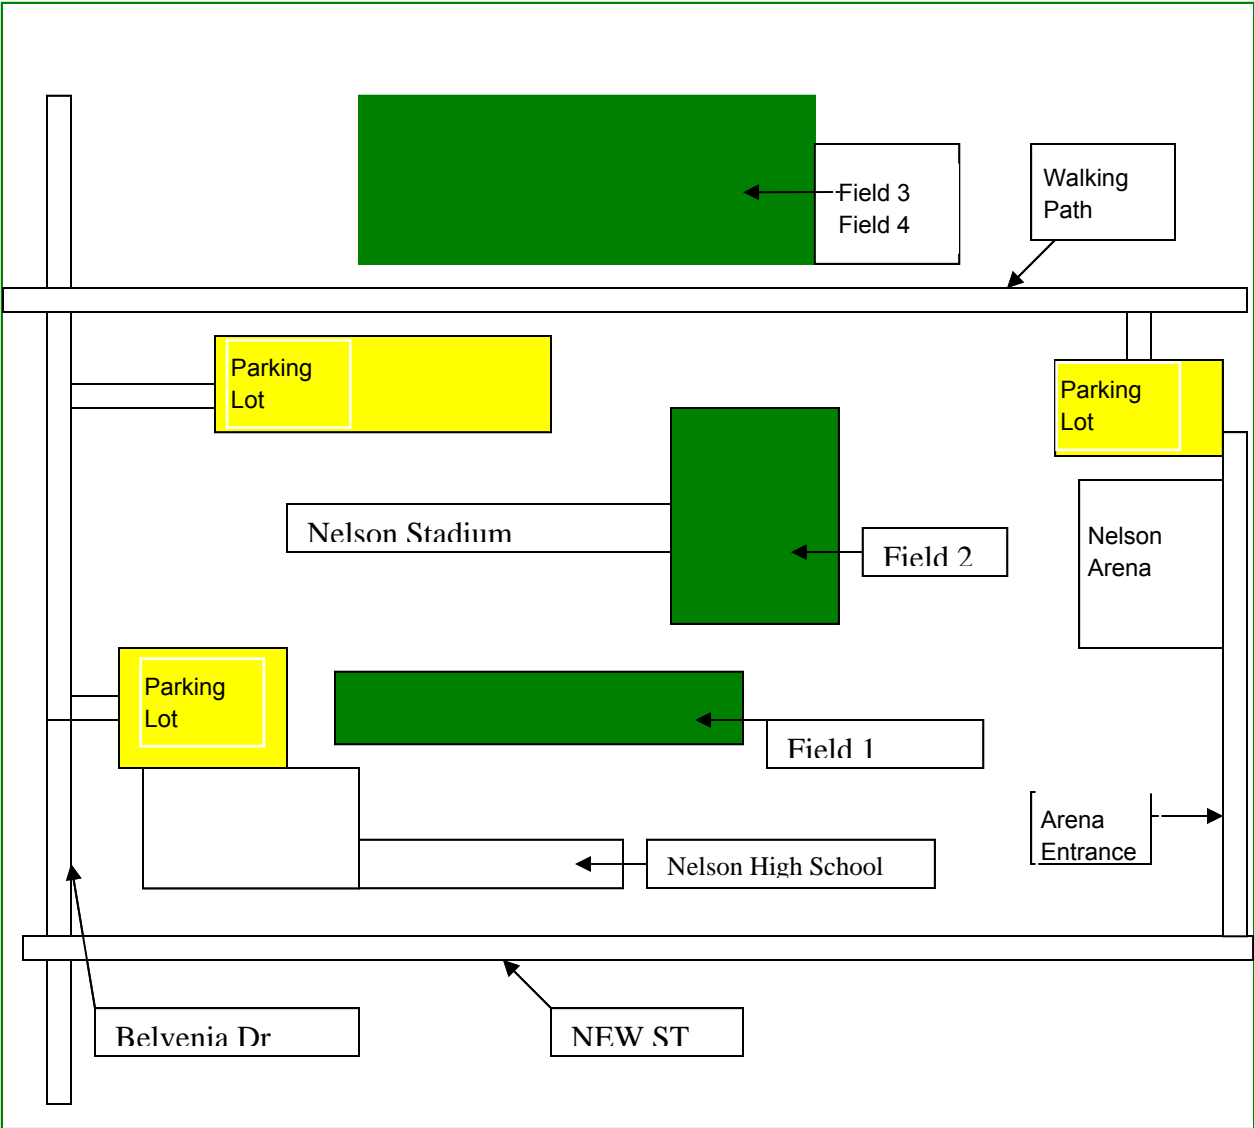 Field 3
Field 4
Walking
Path
Parking
Lot
Parking
Lot
Nelson Stadium
Field 2
Nelson
Arena
Parking
Lot
Field 1
Arena
Entrance
Nelson High School
Belvenia Dr
NEW ST